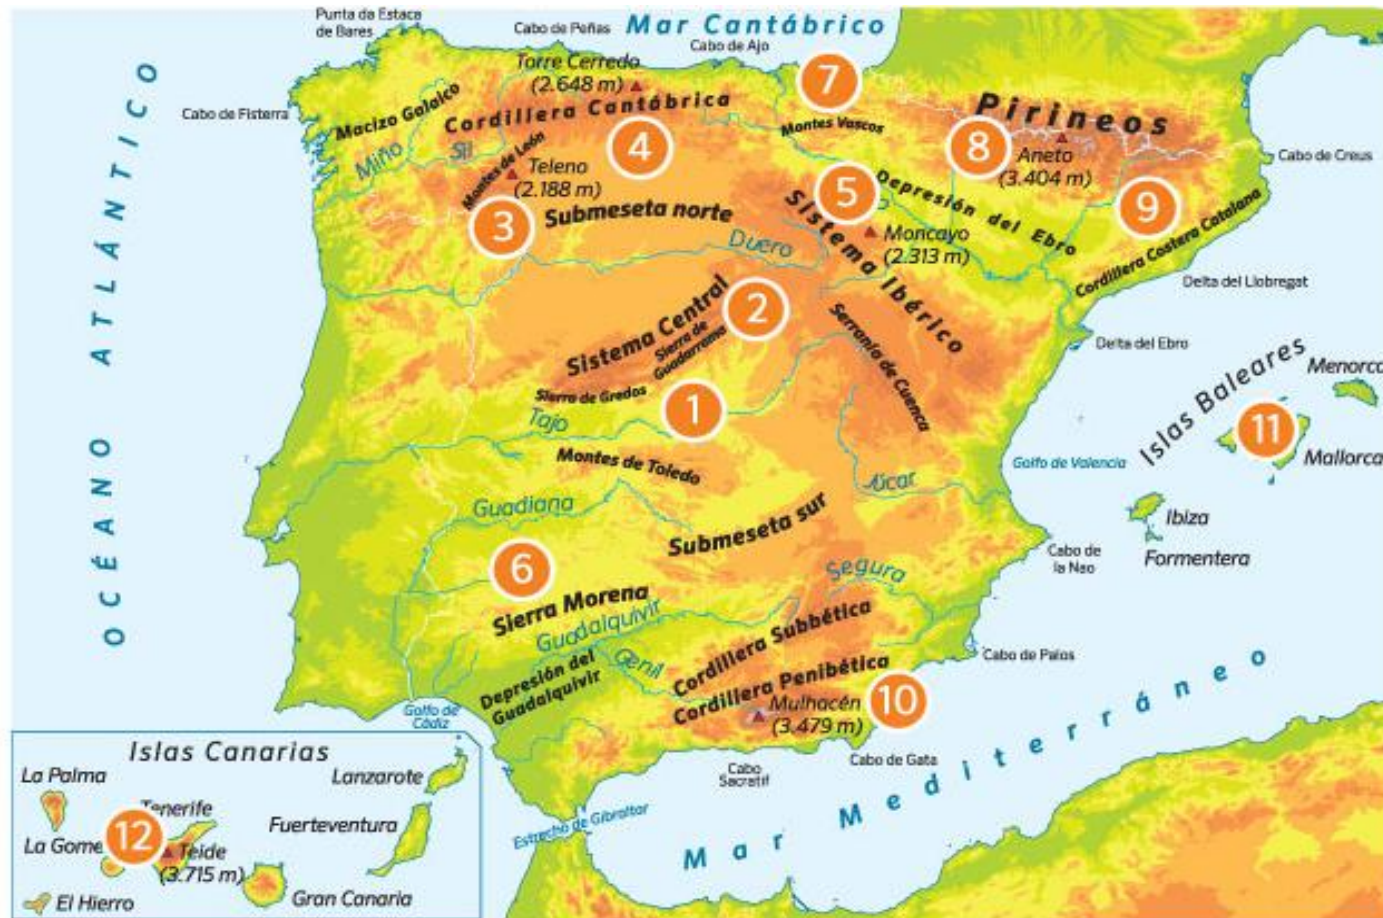 Punta da Estaca
de Bares
Cabo de Peñas
Mar Cantábrico
Cabo de Ajo
Torre Cerredo
(2.648 m)
7
Cabo de Fisterra
Macizo Galaico
Cordillera Cantábrica
Montes Vascos
Pirineos
Miño
Sil
4
8
Aneto
(3.404 m)
Cabo de Creus
Montes de León
Teleno
(2.188 m)
5
Depresión del Ebro
9
3
Submeseta norte
Sistema Ibérico
Moncayo
(2.313 m)
Cordillera Costera Catalana
Duero
Delta del Llobregat
OCÉANO ATLÁNTICO
Sistema Central
2
Sierra de
Guadarrama
Serranía de Cuenca
Delta del Ebro
Sierra de Gredos
1
Islas Baleares
Menorca
Tajo
11
Mallorca
Montes de Toledo
Golfo de Valencia
Guadiana
Submeseta sur
Ibiza
Formentera
Cabo de
la Nao
6
Segura
Sierra Morena
Guadalquivir
Cordillera Subbética
Genil
Cabo de Palos
Depresión del
Guadalquivir
Cordillera Penibética
Mulhacén
(3.479 m)
10
Golfo de
Cádiz
Cabo
Sacratif
Cabo de Gata
Mar Mediterráneo
Estrecho de Gibraltar
Islas Canarias
La Palma
Lanzarote
Tenerife
12
Fuerteventura
La Gome
Teide
(3.715 m)
El Hierro
Gran Canaria